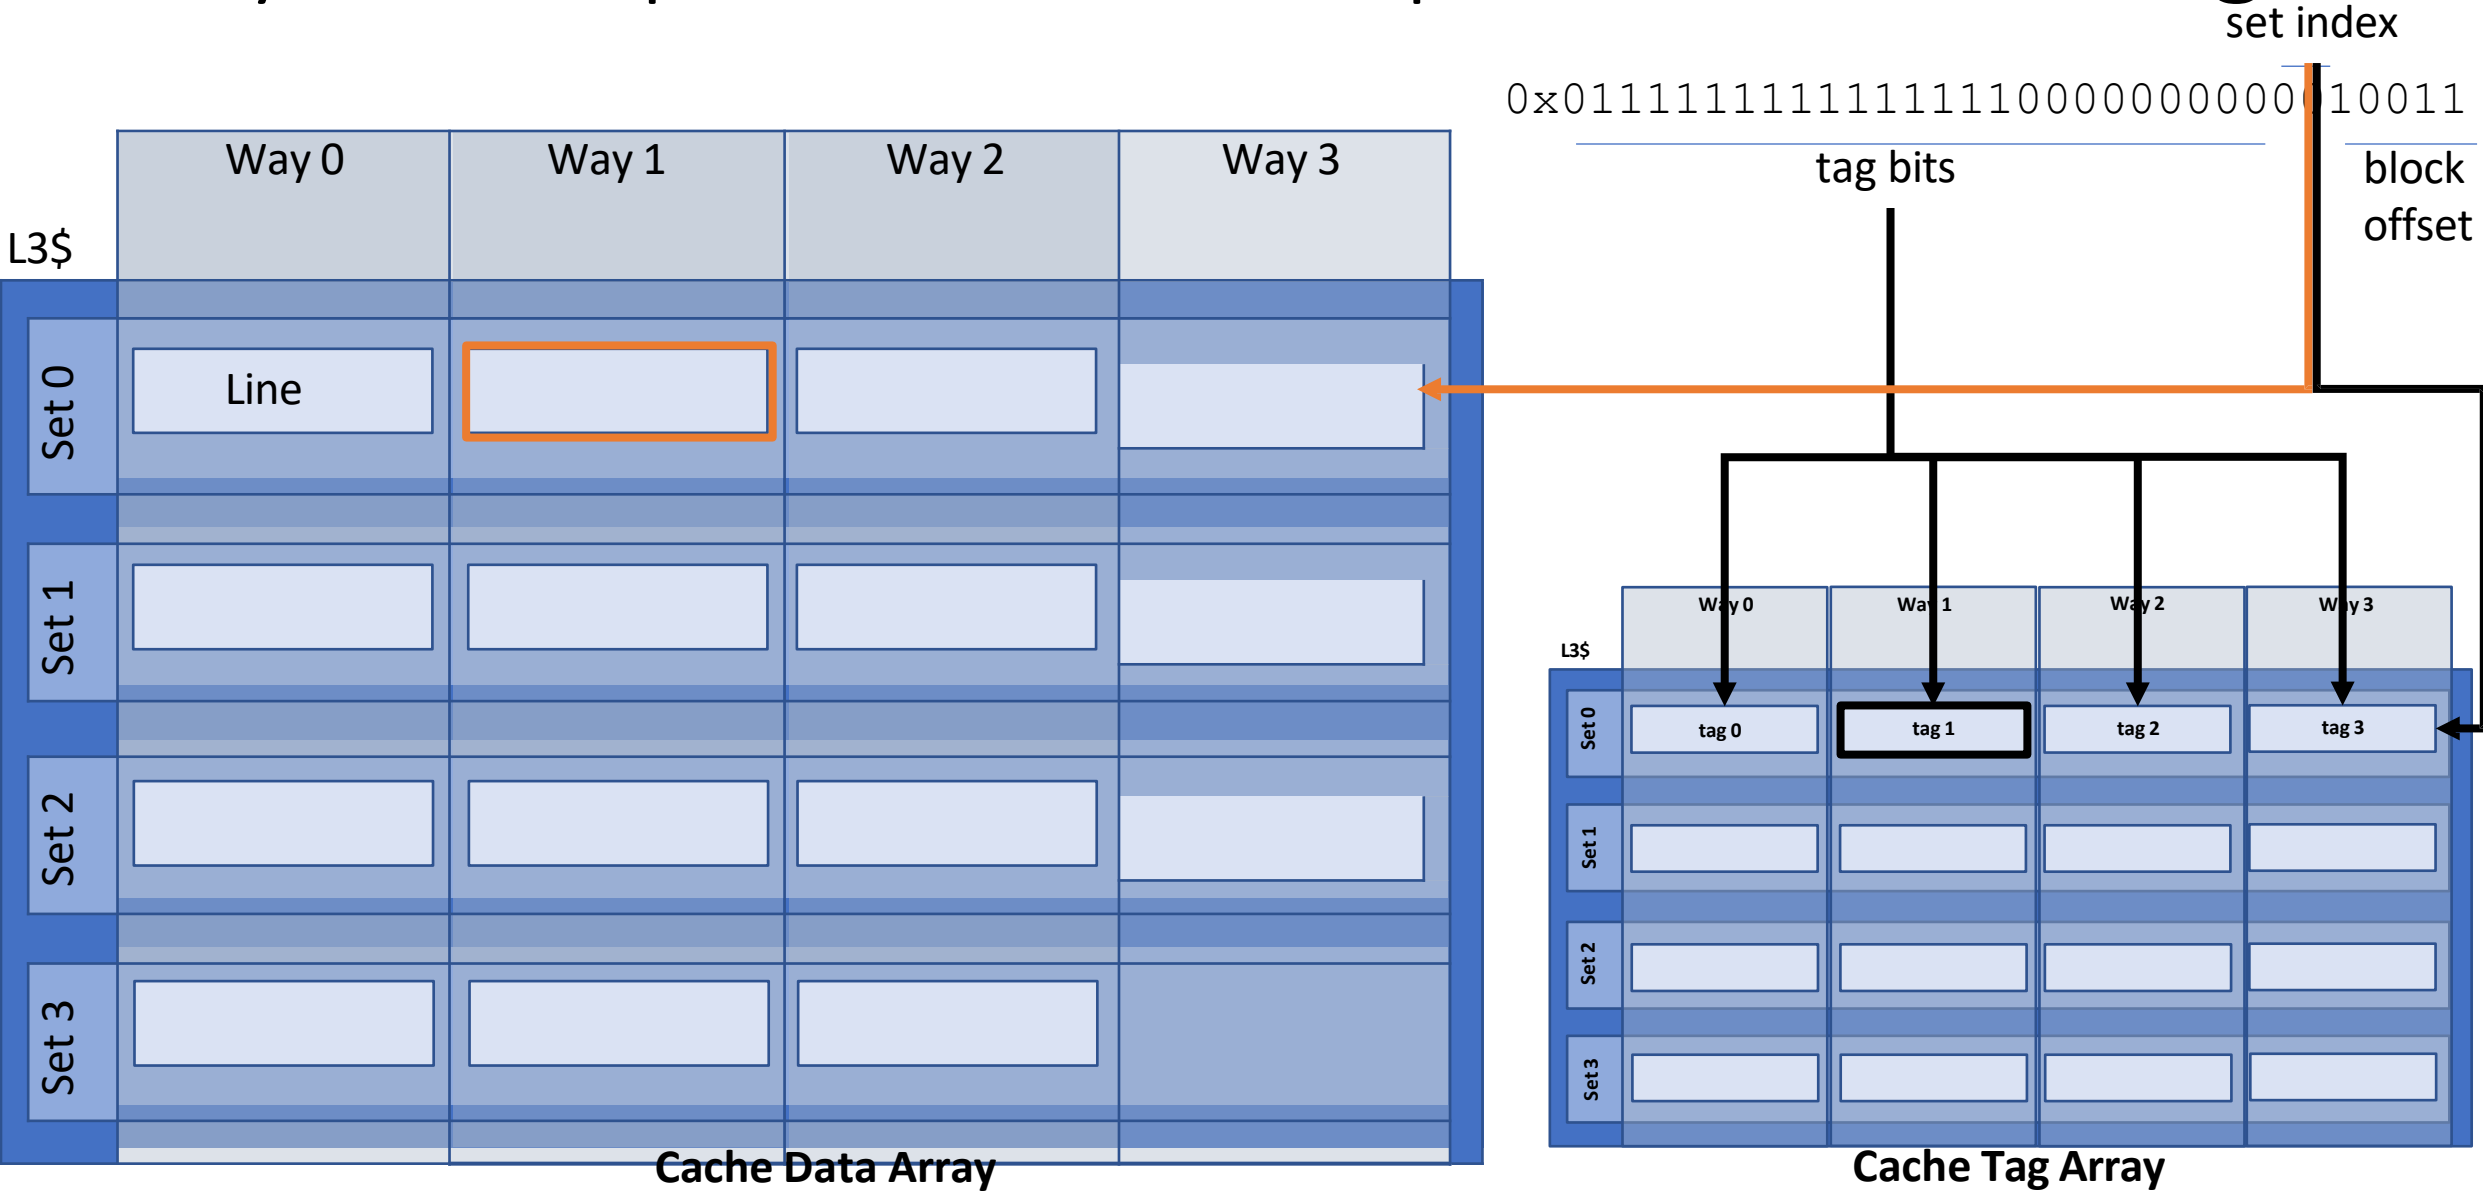 set index
0x01111111111111110000000000010011
tag bits
block
offset
Way 0 Way 1 Way 2 Way 3
L3$
Set 0
Line
Set 1
Set 2
Set 3
Cache Data Array
Way 0 Way 1 Way 2 Way 3
L3$
Set 0
tag 0 tag 1 tag 2 tag 3
Set 1
Set 2
Set 3
Cache Tag Array